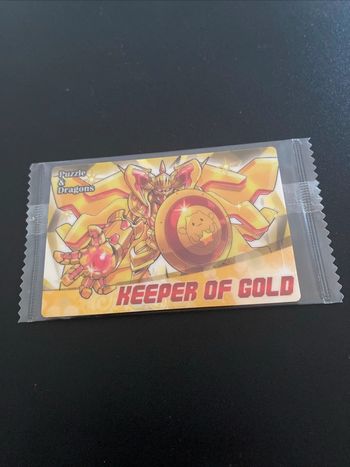 Puzzle
&
Dragons
KEEPER OF GOLD